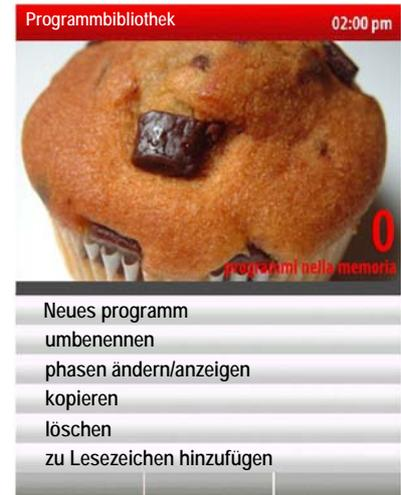 Programmbibliothek 02:00 pm
0
programmi nella memoria
Neues programm
umbenennen
phasen ändern/anzeigen
kopieren
löschen
zu Lesezeichen hinzufügen